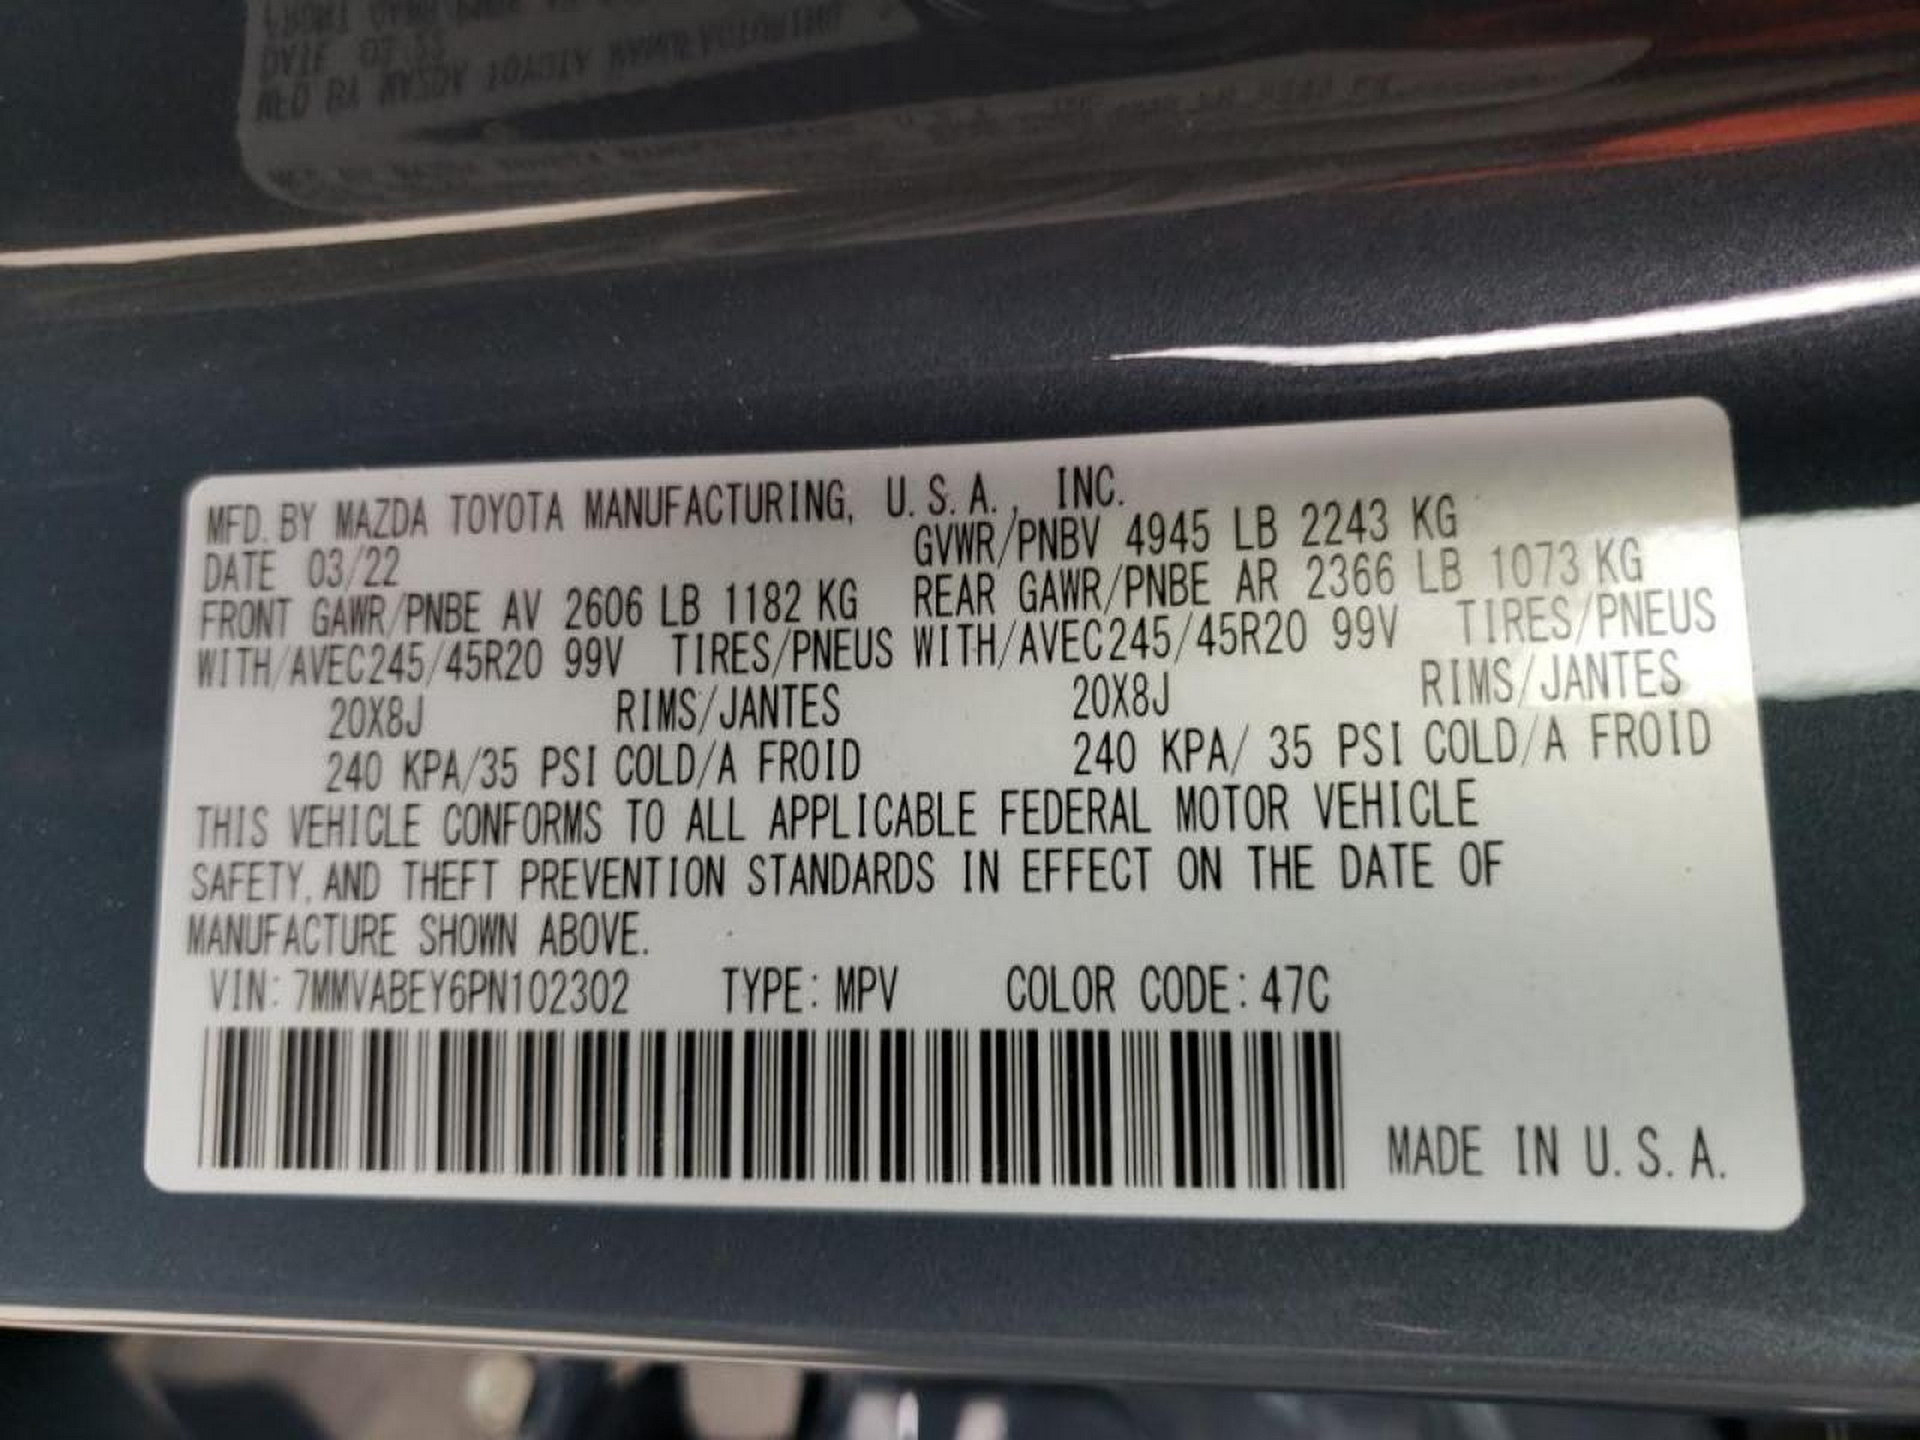 MFD. BY MAZDA TOYOTA MANUFACTURING, U.S.A., INC.
DATE 03/22 GVWR/PNBV 4945 LB 2243 KG
FRONT GAWR/PNBE AV 2606 LB 1182 KG REAR GAWR/PNBE AR 2366 LB 1073 KG
WITH/AVEC245/45R20 99V TIRES/PNEUS WITH/AVEC245/45R20 99V TIRES/PNEUS
20X8J RIMS/JANTES 20X8J RIMS/JANTES
240 KPA/35 PSI COLD/A FROID 240 KPA/ 35 PSI COLD/A FROID
THIS VEHICLE CONFORMS TO ALL APPLICABLE FEDERAL MOTOR VEHICLE
SAFETY, AND THEFT PREVENTION STANDARDS IN EFFECT ON THE DATE OF
MANUFACTURE SHOWN ABOVE.
VIN: 7MMVABEY6PN102302 TYPE: MPV COLOR CODE: 47C
MADE IN U.S.A.